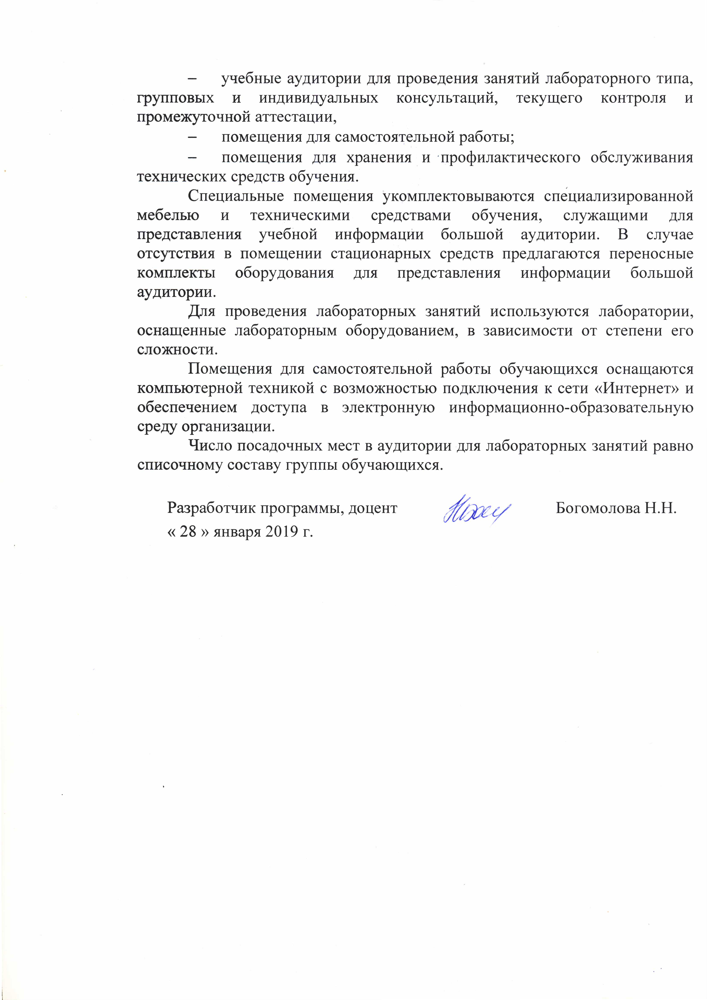 – учебные аудитории для проведения занятий лабораторного типа,
групповых и индивидуальных консультаций, текущего контроля и
промежуточной аттестации,
– помещения для самостоятельной работы;
– помещения для хранения и профилактического обслуживания
технических средств обучения.
Специальные помещения укомплектовываются специализированной
мебелью и техническими средствами обучения, служащими для
представления учебной информации большой аудитории. В случае
отсутствия в помещении стационарных средств предлагаются переносные
комплекты оборудования для представления информации большой
аудитории.
Для проведения лабораторных занятий используются лаборатории,
оснащенные лабораторным оборудованием, в зависимости от степени его
сложности.
Помещения для самостоятельной работы обучающихся оснащаются
компьютерной техникой с возможностью подключения к сети «Интернет» и
обеспечением доступа в электронную информационно-образовательную
среду организации.
Число посадочных мест в аудитории для лабораторных занятий равно
списочному составу группы обучающихся.
Разработчик программы, доцент Богомолова Н.Н.
« 28 » января 2019 г.